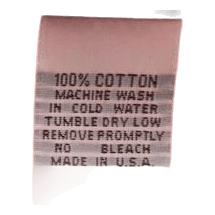 100% COTTON
MACHINE WASH
IN COLD WATER
TUMBLE DRY LOW
REMOVE PROMPTLY
NO BLEACH
MADE IN U.S.A.